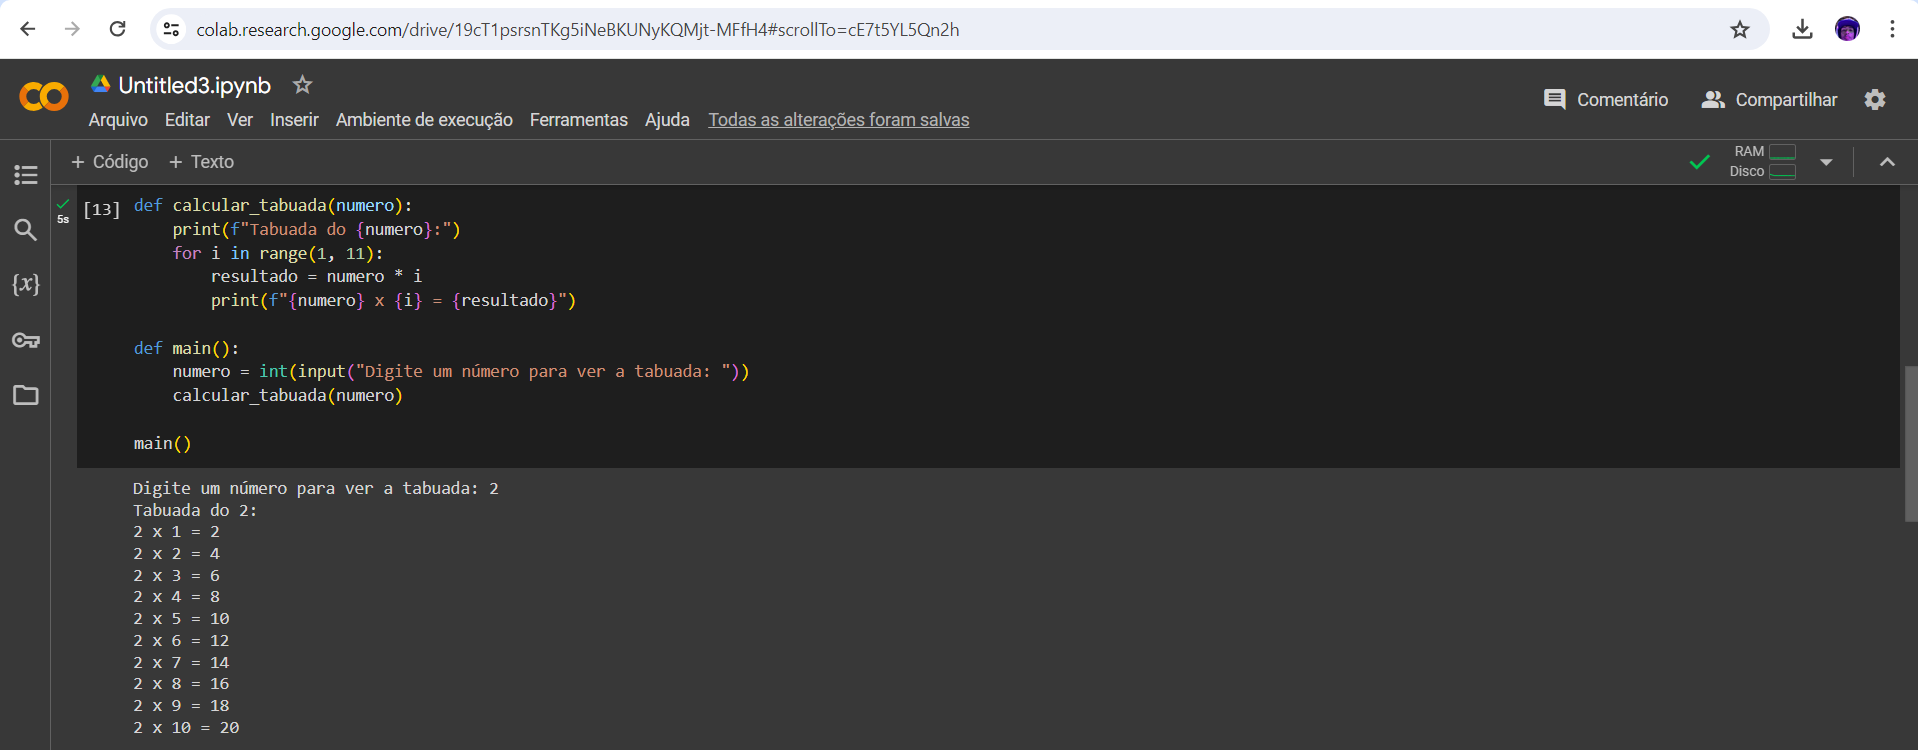 colab.research.google.com/drive/19cT1psrsnTKg5iNeBKUNyKQMjt-MFfH4#scrollTo=cE7t5YL5Qn2h
Untitled3.ipynb
Comentário Compartilhar
Arquivo Editar Ver Inserir Ambiente de execução Ferramentas Ajuda Todas as alterações foram salvas
+ Código + Texto
RAM
Disco
{x}
5s
[13] def calcular_tabuada(numero):
    print(f"Tabuada do {numero}:")
    for i in range(1, 11):
        resultado = numero * i
        print(f"{numero} x {i} = {resultado}")
def main():
    numero = int(input("Digite um número para ver a tabuada: "))
    calcular_tabuada(numero)
main()
Digite um número para ver a tabuada: 2
Tabuada do 2:
2 x 1 = 2
2 x 2 = 4
2 x 3 = 6
2 x 4 = 8
2 x 5 = 10
2 x 6 = 12
2 x 7 = 14
2 x 8 = 16
2 x 9 = 18
2 x 10 = 20